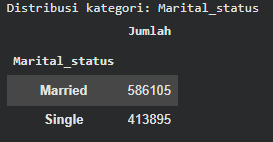 Distribusi kategori: Marital_status
Jumlah
Marital_status
Married 586105
Single 413895